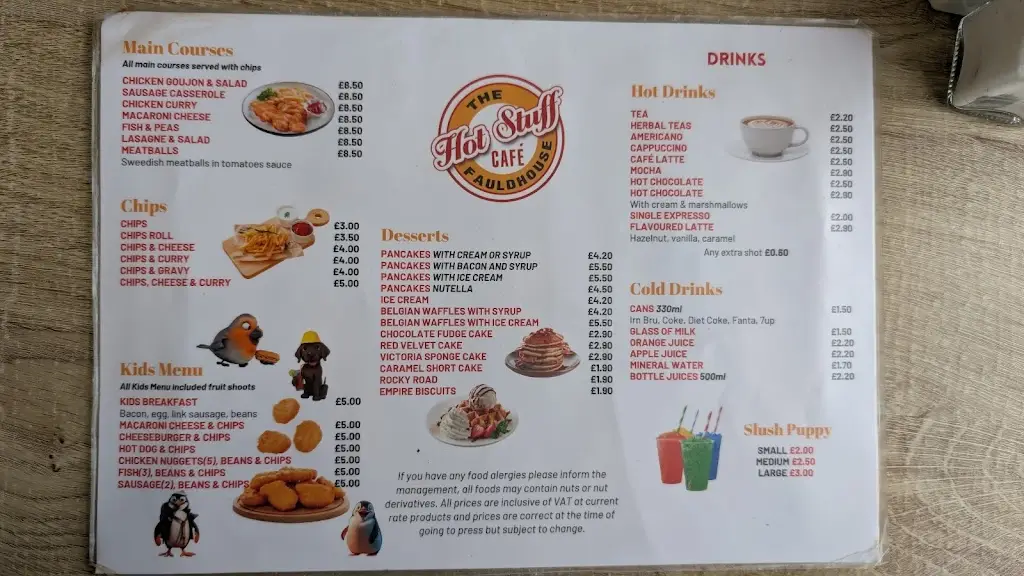 Main Courses
All main courses served with chips
CHICKEN GOUJON & SALAD £8.50
SAUSAGE CASSEROLE £8.50
CHICKEN CURRY £8.50
MACARONI CHEESE £8.50
FISH & PEAS £8.50
LASAGNE & SALAD £8.50
MEATBALLS £8.50
Sweedish meatballs in tomatoes sauce
Chips
CHIPS £3.00
CHIPS ROLL £3.50
CHIPS & CHEESE £4.00
CHIPS & CURRY £4.00
CHIPS & GRAVY £4.00
CHIPS, CHEESE & CURRY £5.00
Kids Menu
All Kids Menu included fruit shoots
KIDS BREAKFAST £5.00
Bacon, egg, link sausage, beans
MACARONI CHEESE & CHIPS £5.00
CHEESEBURGER & CHIPS £5.00
HOT DOG & CHIPS £5.00
CHICKEN NUGGETS(5), BEANS & CHIPS £5.00
FISH(3), BEANS & CHIPS £5.00
SAUSAGE(2), BEANS & CHIPS £5.00
THE
Hot Stuff
CAFÉ
FAULDHOUSE
Desserts
PANCAKES WITH CREAM OR SYRUP £4.20
PANCAKES WITH BACON AND SYRUP £5.50
PANCAKES WITH ICE CREAM £5.50
PANCAKES NUTELLA £4.50
ICE CREAM £4.20
BELGIAN WAFFLES WITH SYRUP £4.20
BELGIAN WAFFLES WITH ICE CREAM £5.50
CHOCOLATE FUDGE CAKE £2.90
RED VELVET CAKE £2.90
VICTORIA SPONGE CAKE £2.90
CARAMEL SHORT CAKE £1.90
ROCKY ROAD £1.90
EMPIRE BISCUITS £1.90
If you have any food alergies please inform the
management, all foods may contain nuts or nut
derivatives. All prices are inclusive of VAT at current
rate products and prices are correct at the time of
going to press but subject to change.
DRINKS
Hot Drinks
TEA £2.20
HERBAL TEAS £2.50
AMERICANO £2.50
CAPPUCCINO £2.50
CAFÉ LATTE £2.50
MOCHA £2.90
HOT CHOCOLATE £2.50
HOT CHOCOLATE £2.90
With cream & marshmallows
SINGLE EXPRESSO £2.00
FLAVOURED LATTE £2.90
Hazelnut, vanilla, caramel
Any extra shot £0.80
Cold Drinks
CANS 330ml £1.50
Irn Bru, Coke, Diet Coke, Fanta, 7up
GLASS OF MILK £1.50
ORANGE JUICE £2.20
APPLE JUICE £2.20
MINERAL WATER £1.70
BOTTLE JUICES 500ml £2.20
Slush Puppy
SMALL £2.00
MEDIUM £2.50
LARGE £3.00